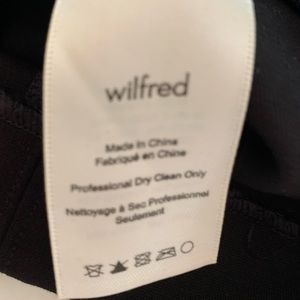 wilfred
Made In China
Fabriqué en Chine
Professional Dry Clean Only
Nettoyage à Sec Professionnel
Seulement